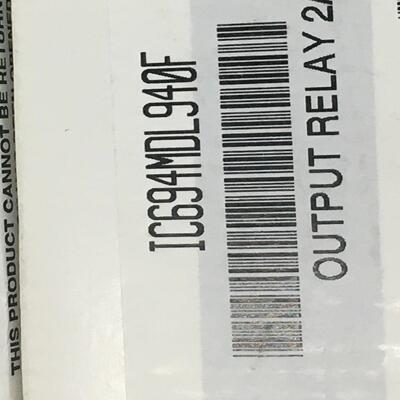 THIS PRODUCT CANNOT BE
IC694MDL940F
OUTPUT RELAY